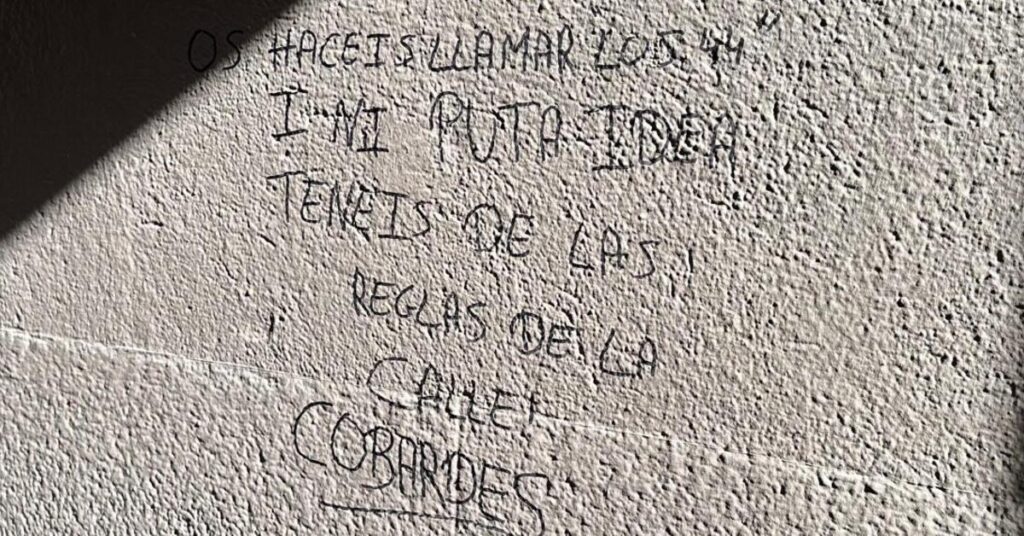 OS HACEIS LLAMAR LOS 44"
I NI PUTA IDEA
TENEIS DE LAS
REGLAS DE LA
CALLE!
COBARDES